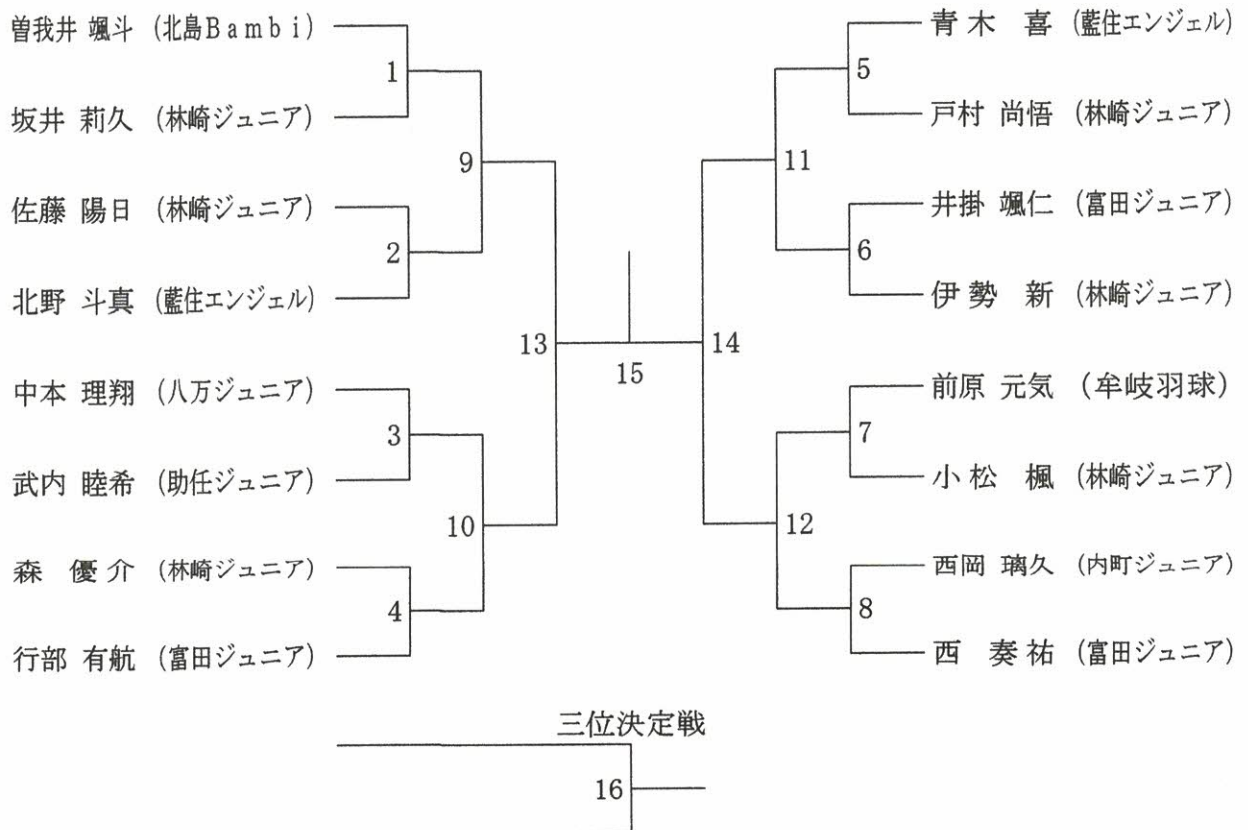 曽我井 颯斗 (北島Bambi)
1
坂井 莉久 (林崎ジュニア)
9
佐藤 陽日 (林崎ジュニア)
2
北野 斗真 (藍住エンジェル)
13
中本 理翔 (八万ジュニア)
3
武内 睦希 (助任ジュニア)
10
森 優介 (林崎ジュニア)
4
行部 有航 (富田ジュニア)
15
青木 喜 (藍住エンジェル)
5
戸村 尚悟 (林崎ジュニア)
11
井掛 颯仁 (富田ジュニア)
6
伊勢 新 (林崎ジュニア)
14
前原 元気 (牟岐羽球)
7
小松 楓 (林崎ジュニア)
12
西岡 璃久 (内町ジュニア)
8
西 奏祐 (富田ジュニア)
三位決定戦
16